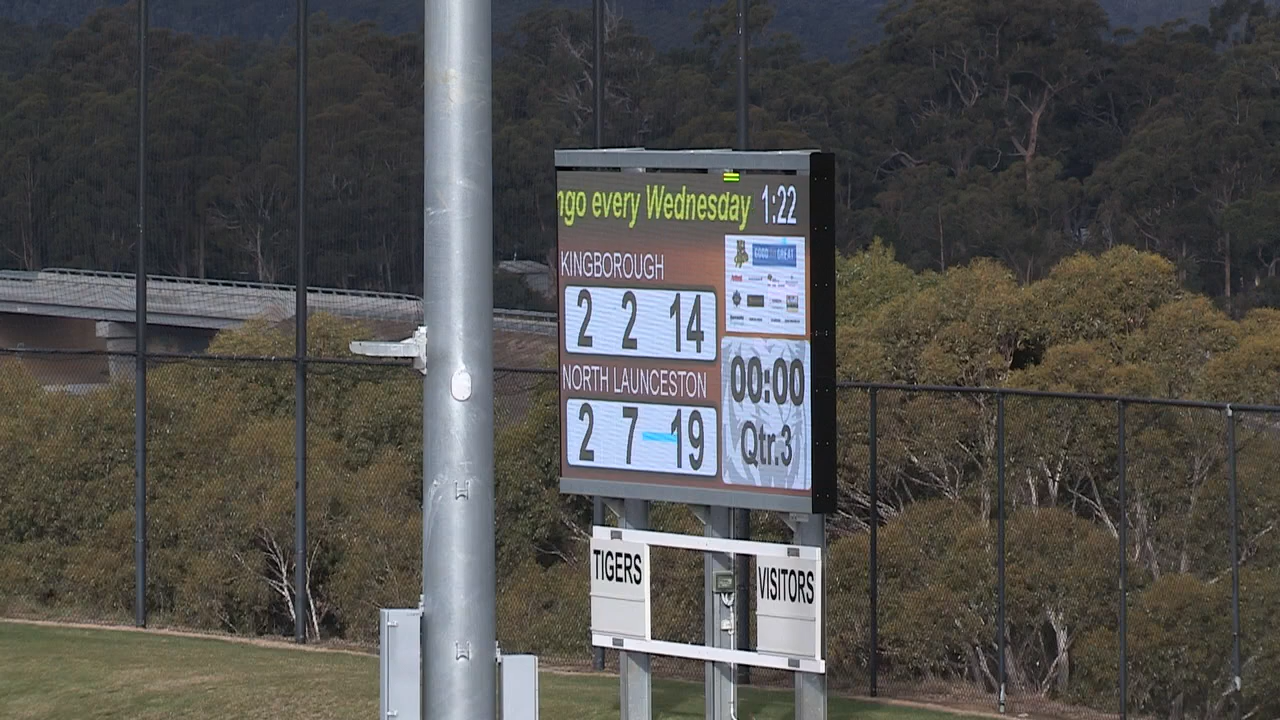 ngo every Wednesday 1:22
KINGBOROUGH
2 2 14
NORTH LAUNCESTON
2 7 19
00:00
Qtr.3
TIGERS
VISITORS